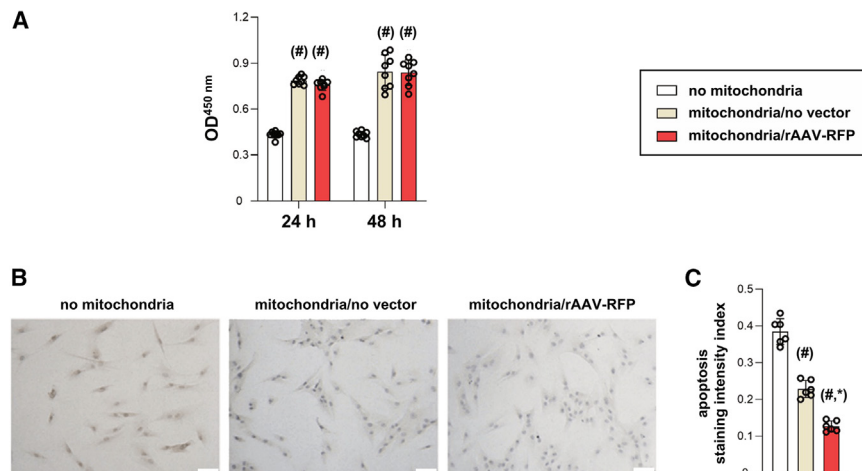 A
1.2
0.9
0.6
0.3
0
OD450 nm
(#) (#)
(#) (#)
24 h
48 h
no mitochondria
mitochondria/no vector
mitochondria/rAAV-RFP
B
no mitochondria
mitochondria/no vector
mitochondria/rAAV-RFP
C
0.5
0.4
0.3
0.2
0.1
apoptosis
staining intensity index
(#)
(#,*)